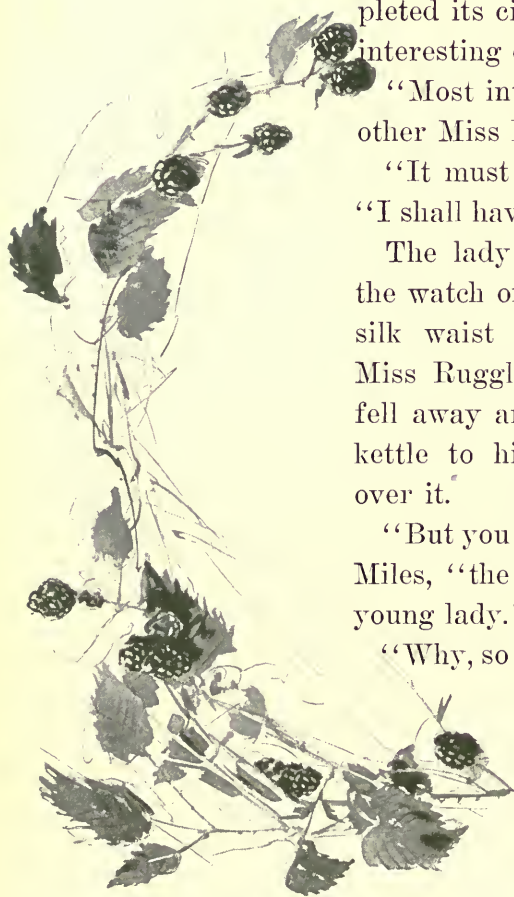 pleted its ci
interesting
“Most int
other Miss
“It must
“I shall hav
The lady
the watch o
silk waist
Miss Ruggl
fell away a
kettle to hi
over it.
“But you
Miles, “the
young lady.
“Why, so